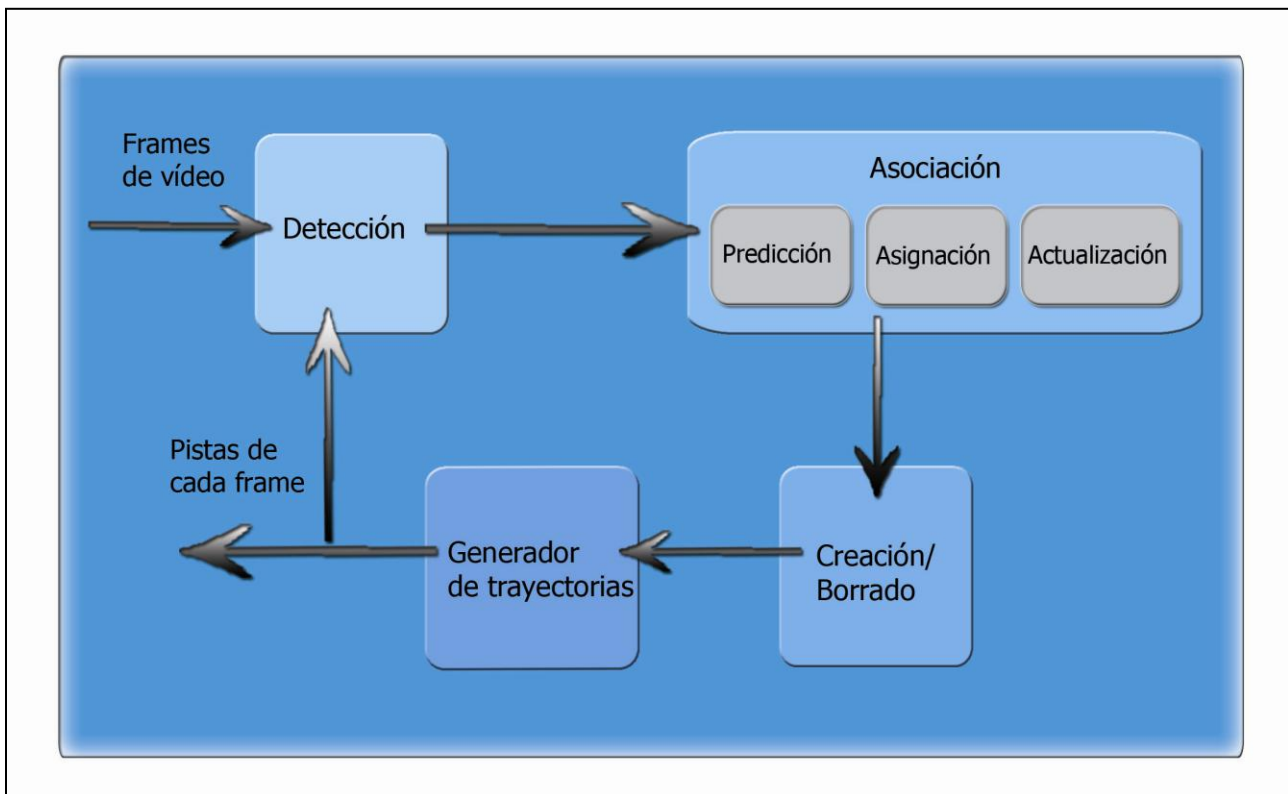 Frames
de vídeo
Detección
Asociación
Predicción
Asignación
Actualización
Pistas de
cada frame
Generador
de trayectorias
Creación/
Borrado